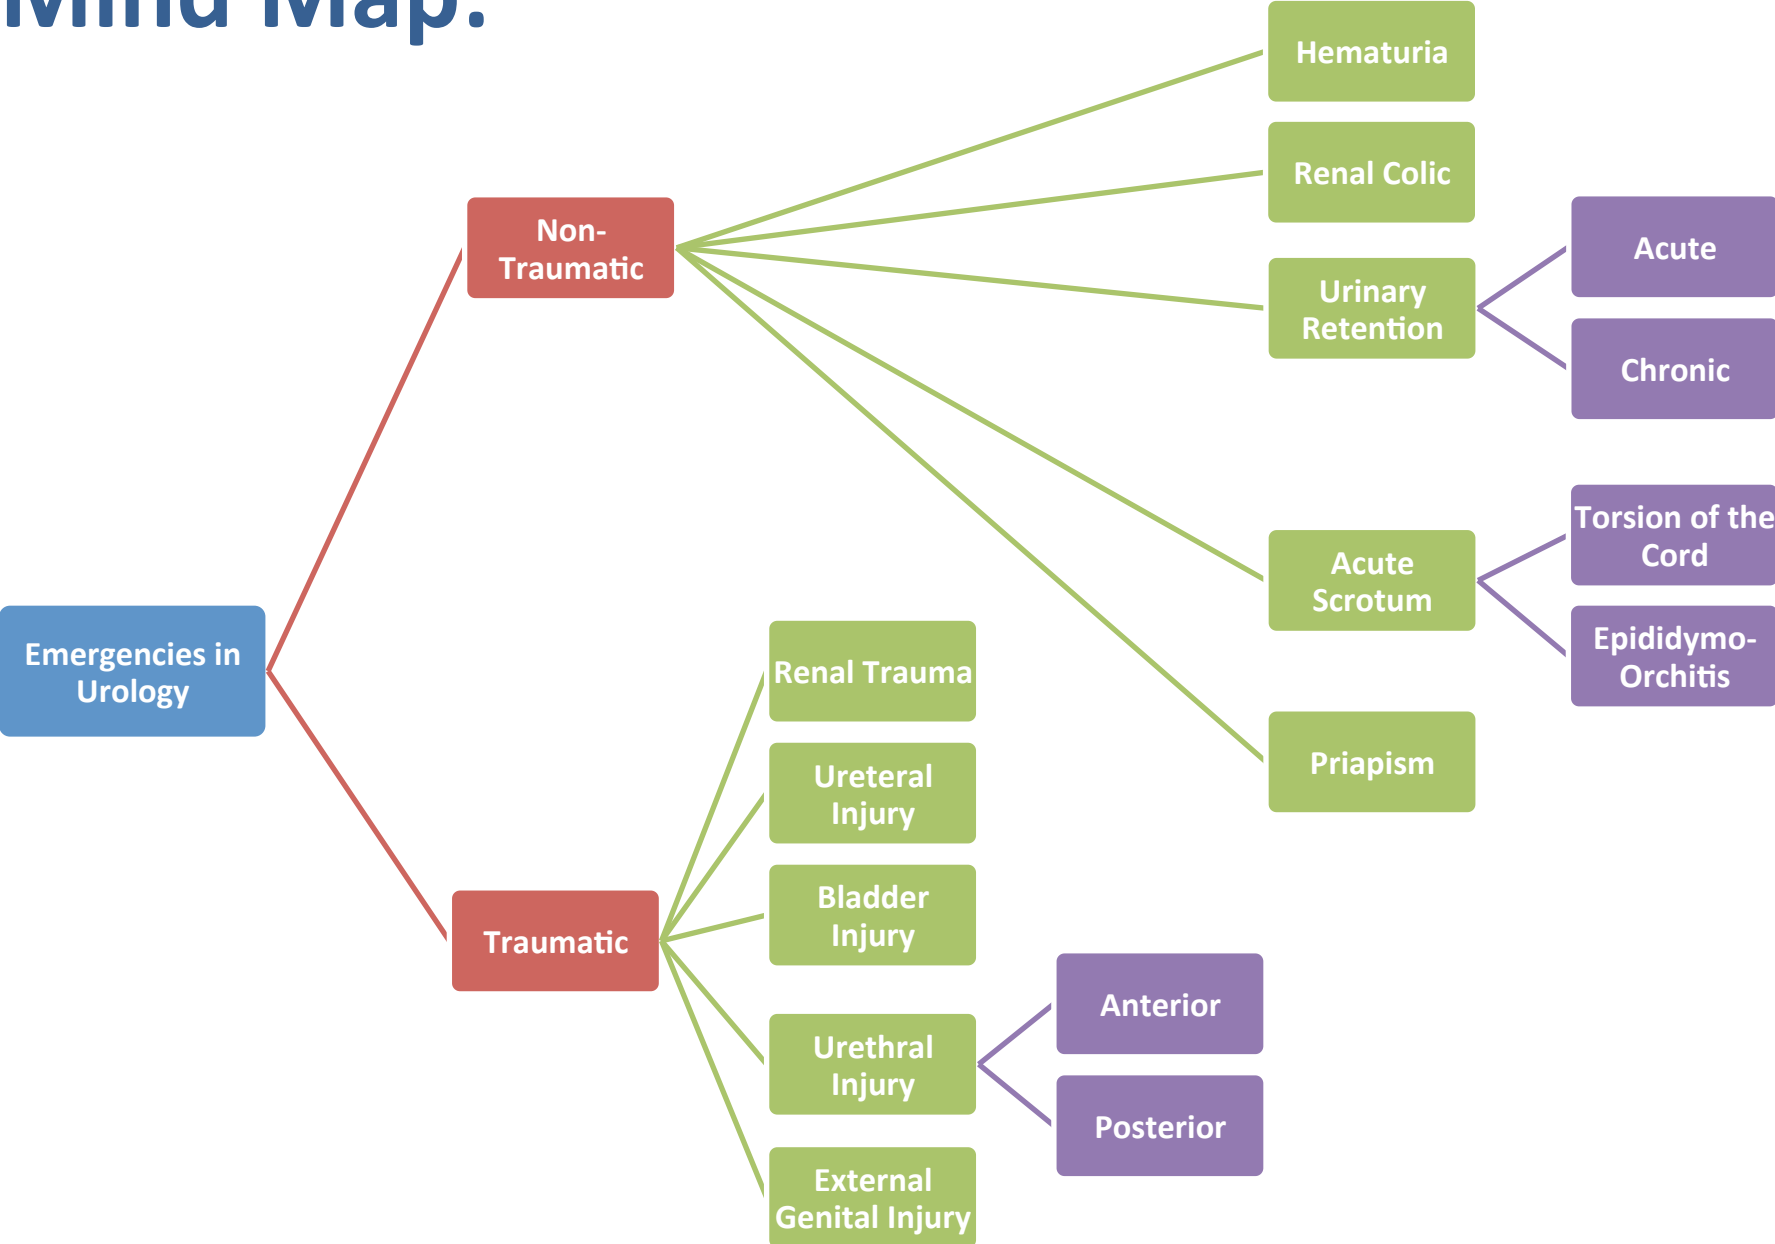 Mind Map:
Hematuria
Renal Colic
Non-
Traumatic
Urinary
Retention
Acute
Chronic
Acute
Scrotum
Torsion of the
Cord
Epididymo-
Orchitis
Priapism
Emergencies in
Urology
Traumatic
Renal Trauma
Ureteral
Injury
Bladder
Injury
Urethral
Injury
Anterior
Posterior
External
Genital Injury